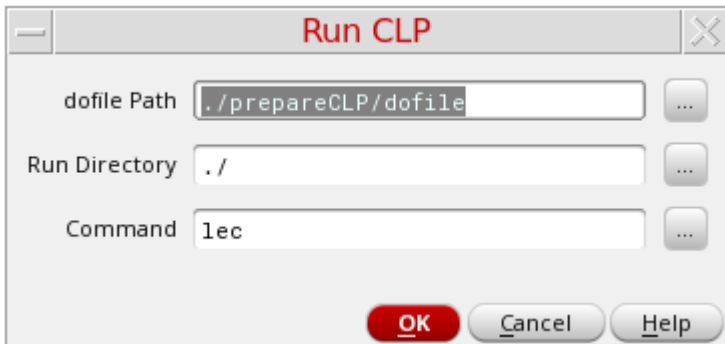 Run CLP
dofile Path ./prepareCLP/dofile ...
Run Directory ./ ...
Command lec ...
OK Cancel Help